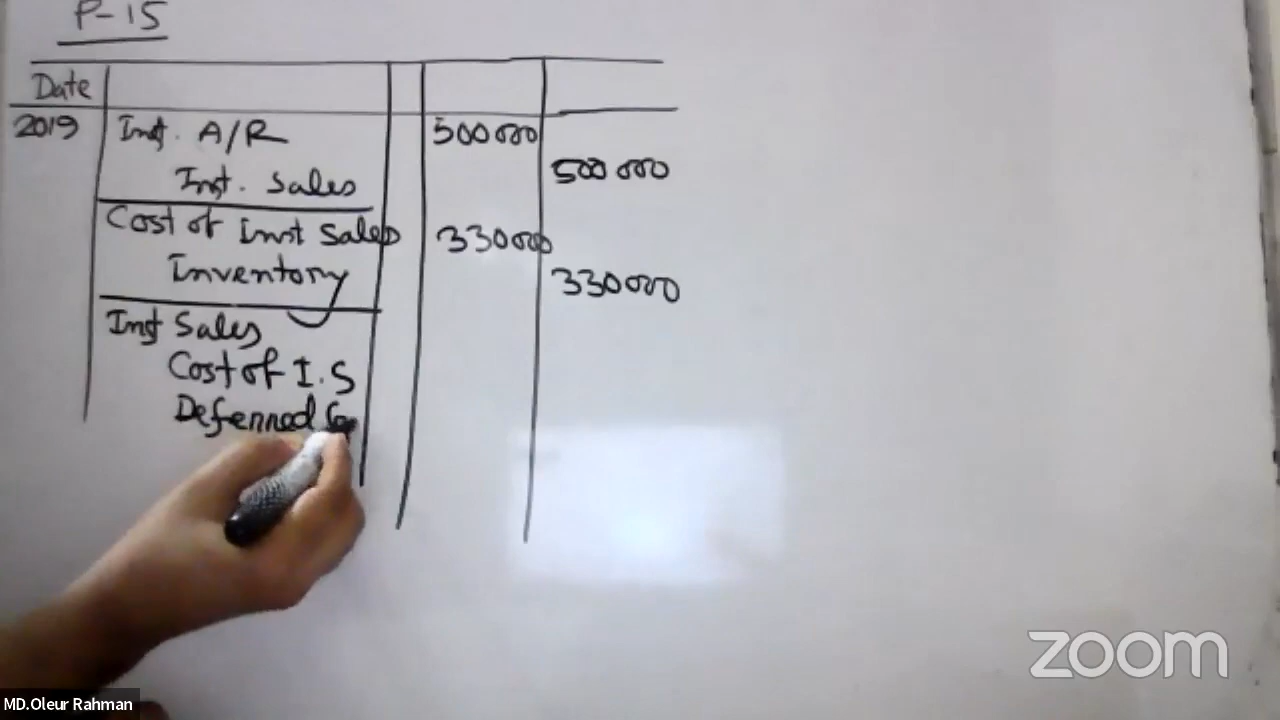 P-15
Date
2019 Inst. A/R 500000
Inst. Sales 500000
Cost of Inst Sales 330000
Inventory 330000
Inst Sales
Cost of I.S
Deferred
zoom
MD.Oleur Rahman